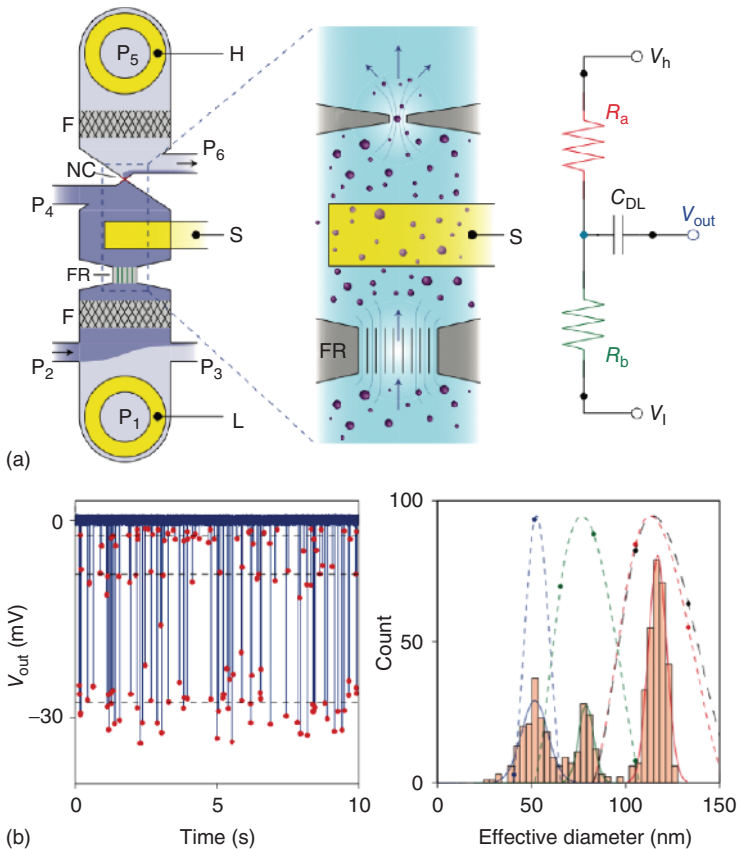 P5
H
F
P6
NC
P4
S
FR
F
P2
P3
P1
L
S
FR
Vh
Ra
CDL
Vout
Rb
Vl
(a)
0
−30
Vout (mV)
0
5
10
Time (s)
100
50
0
Count
0
50
100
150
Effective diameter (nm)
(b)